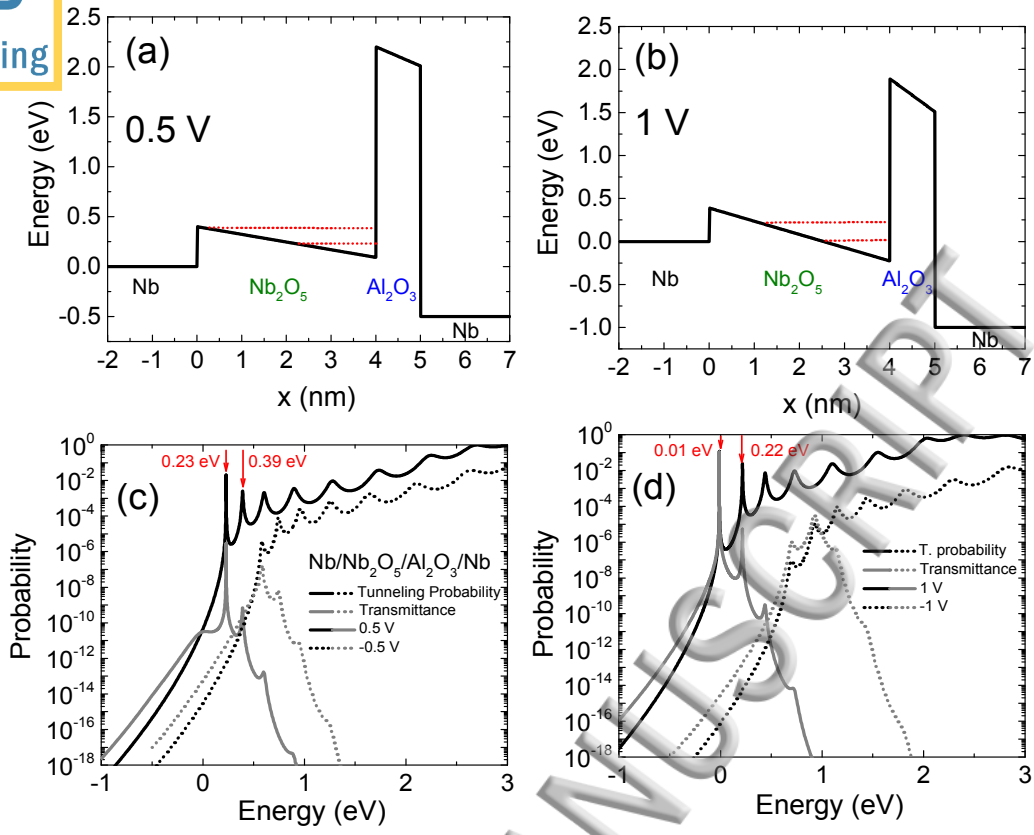 ing
(a)
0.5 V
2.5
2.0
1.5
1.0
0.5
0.0
-0.5
Energy (eV)
Nb
Nb₂O₅
Al₂O₃
Nb
-2 -1 0 1 2 3 4 5 6 7
x (nm)
(b)
1 V
2.5
2.0
1.5
1.0
0.5
0.0
-0.5
-1.0
Energy (eV)
Nb
Nb₂O₅
Al₂O₃
Nb
-2 -1 0 1 2 3 4 5 6 7
x (nm)
(c)
0.23 eV
0.39 eV
10⁰
10⁻²
10⁻⁴
10⁻⁶
10⁻⁸
10⁻¹⁰
10⁻¹²
10⁻¹⁴
10⁻¹⁶
10⁻¹⁸
Probability
Nb/Nb₂O₅/Al₂O₃/Nb
Tunneling Probability
Transmittance
0.5 V
-0.5 V
-1 0 1 2 3
Energy (eV)
(d)
0.01 eV
0.22 eV
10⁰
10⁻²
10⁻⁴
10⁻⁶
10⁻⁸
10⁻¹⁰
10⁻¹²
10⁻¹⁴
10⁻¹⁶
10⁻¹⁸
Probability
T. probability
Transmittance
1 V
-1 V
-1 0 1 2 3
Energy (eV)
NUSCRIPT